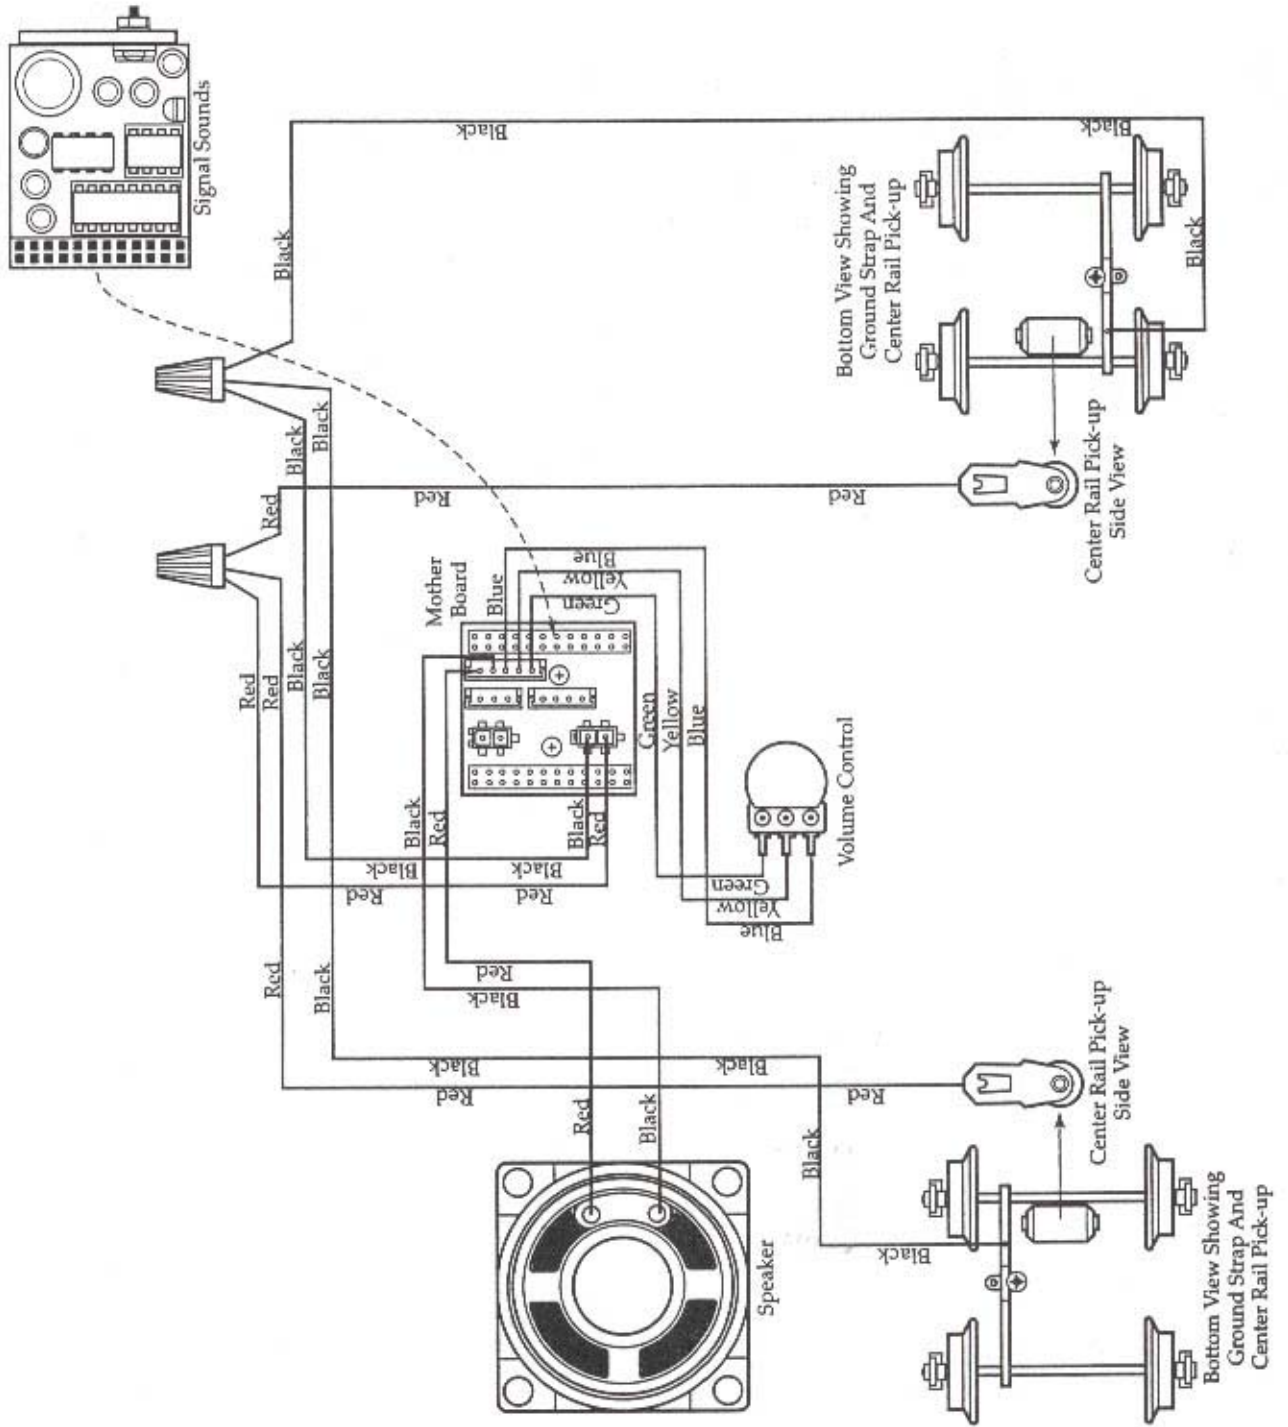 Signal Sounds
Black
Black
Black
Black
Bottom View Showing
Ground Strap And
Center Rail Pick-up
Black
Black
Red
Red
Red
Center Rail Pick-up
Side View
Mother
Board
Blue
Blue
Yellow
Green
Red
Red
Black
Black
Green
Yellow
Blue
Volume Control
Black
Red
Black
Red
Black
Black
Red
Red
Green
Yellow
Blue
Red
Black
Red
Black
Black
Black
Red
Red
Red
Black
Black
Center Rail Pick-up
Side View
Speaker
Black
Bottom View Showing
Ground Strap And
Center Rail Pick-up